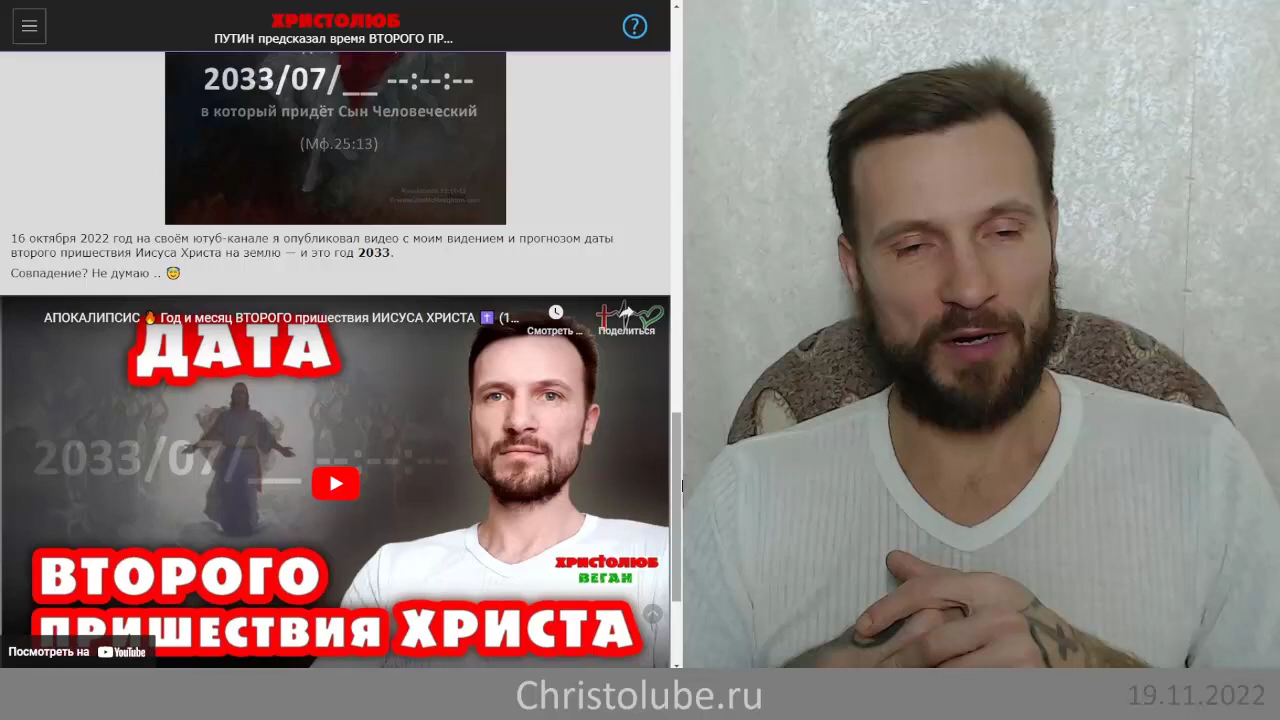 ХРИСТОЛЮБ
ПУТИН предсказал время ВТОРОГО ПР...
?
2033/07/__ --:--:--
в который придёт Сын Человеческий
(Мф.25:13)
16 октября 2022 год на своём ютуб-канале я опубликовал видео с моим видением и прогнозом даты
второго пришествия Иисуса Христа на землю — и это год 2033.
Совпадение? Не думаю .. 😇
АПОКАЛИПСИС 🔥 Год и месяц ВТОРОГО пришествия ИИСУСА ХРИСТА ✝️ (1...
Смотреть ...
Поделиться
ДАТА
2033/07/__ --:--:--
ХРИСТОЛЮБ
ВЕГАН
ВТОРОГО
ПРИШЕСТВИЯ ХРИСТА
Посмотреть на YouTube
Christolube.ru
19.11.2022